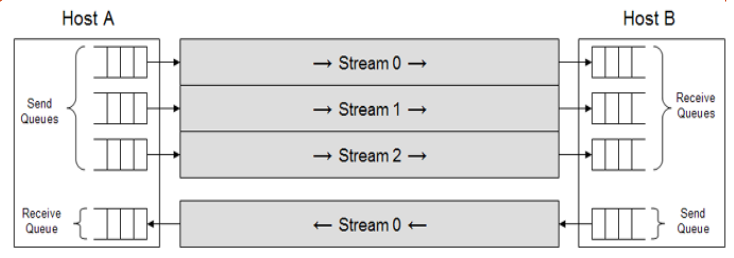 Host A
Host B
→ Stream 0 →
Send
Queues
→ Stream 1 →
Receive
Queues
→ Stream 2 →
Receive
Queue
← Stream 0 ←
Send
Queue